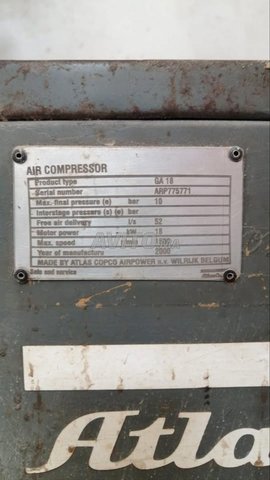 AIR COMPRESSOR
Product type GA 18
Serial number ARP775771
Max. final pressure (e) bar 10
Interstage pressure (s) (e) bar
Free air delivery l/s 52
Motor power kW 18
Max. speed r/min 1500
Year of manufacture 2000
MADE BY ATLAS COPCO AIRPOWER n.v. WILRIJK BELGIUM
Sale and service
Atla